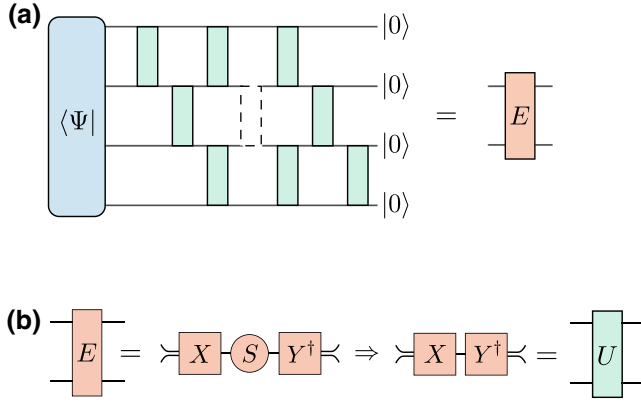 (a)
|0⟩
|0⟩
⟨Ψ| = E
|0⟩
|0⟩
(b) E = X S Y† ⇒ X Y† = U